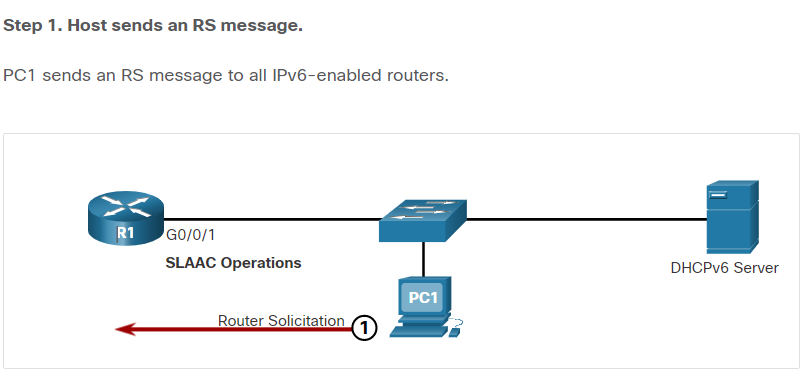 Step 1. Host sends an RS message.
PC1 sends an RS message to all IPv6-enabled routers.
R1
G0/0/1
SLAAC Operations
DHCPv6 Server
PC1
Router Solicitation
1